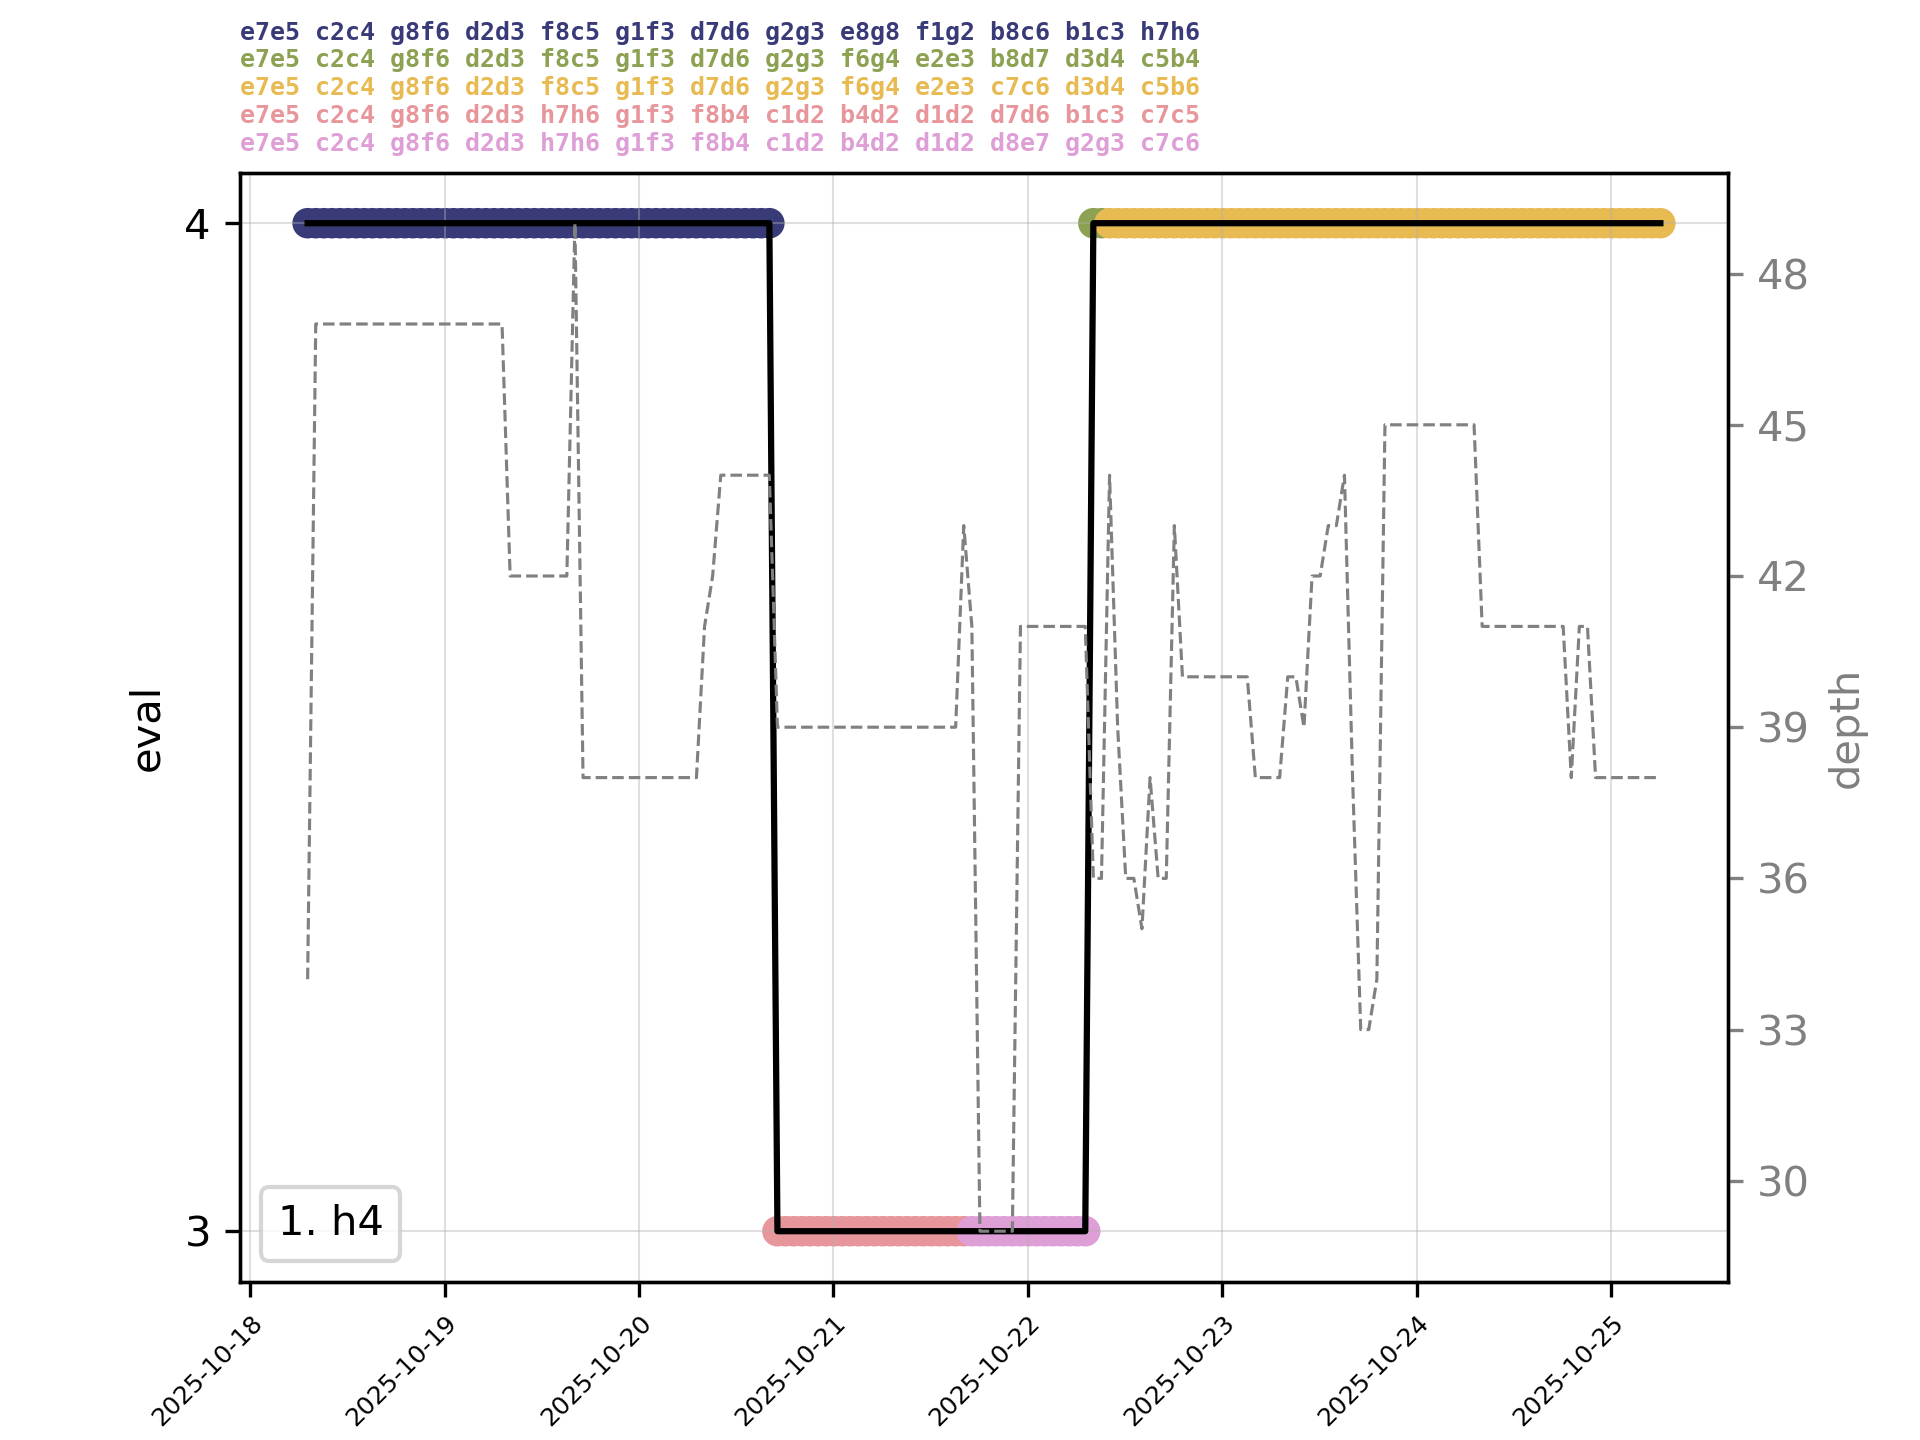 e7e5 c2c4 g8f6 d2d3 f8c5 g1f3 d7d6 g2g3 e8g8 f1g2 b8c6 b1c3 h7h6
e7e5 c2c4 g8f6 d2d3 f8c5 g1f3 d7d6 g2g3 f6g4 e2e3 b8d7 d3d4 c5b4
e7e5 c2c4 g8f6 d2d3 f8c5 g1f3 d7d6 g2g3 f6g4 e2e3 c7c6 d3d4 c5b6
e7e5 c2c4 g8f6 d2d3 h7h6 g1f3 f8b4 c1d2 b4d2 d1d2 d7d6 b1c3 c7c5
e7e5 c2c4 g8f6 d2d3 h7h6 g1f3 f8b4 c1d2 b4d2 d1d2 d8e7 g2g3 c7c6
4
3
eval
48
45
42
39
36
33
30
depth
1. h4
2025-10-18
2025-10-19
2025-10-20
2025-10-21
2025-10-22
2025-10-23
2025-10-24
2025-10-25